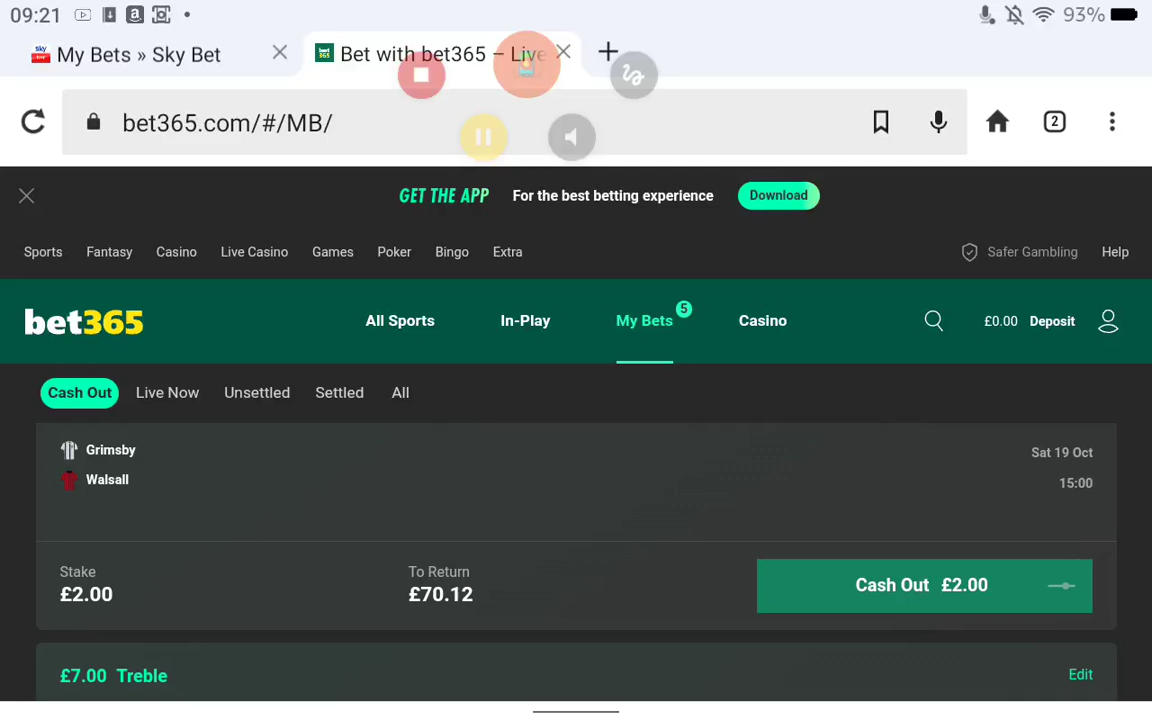 09:21
93%
My Bets » Sky Bet
Bet with bet365 – Live
2
bet365.com/#/MB/
GET THE APP For the best betting experience Download
Sports Fantasy Casino Live Casino Games Poker Bingo Extra Safer Gambling Help
bet365 All Sports In-Play My Bets 5 Casino £0.00 Deposit
Cash Out Live Now Unsettled Settled All
Grimsby Sat 19 Oct
Walsall 15:00
Stake To Return
£2.00 £70.12 Cash Out £2.00
£7.00 Treble Edit